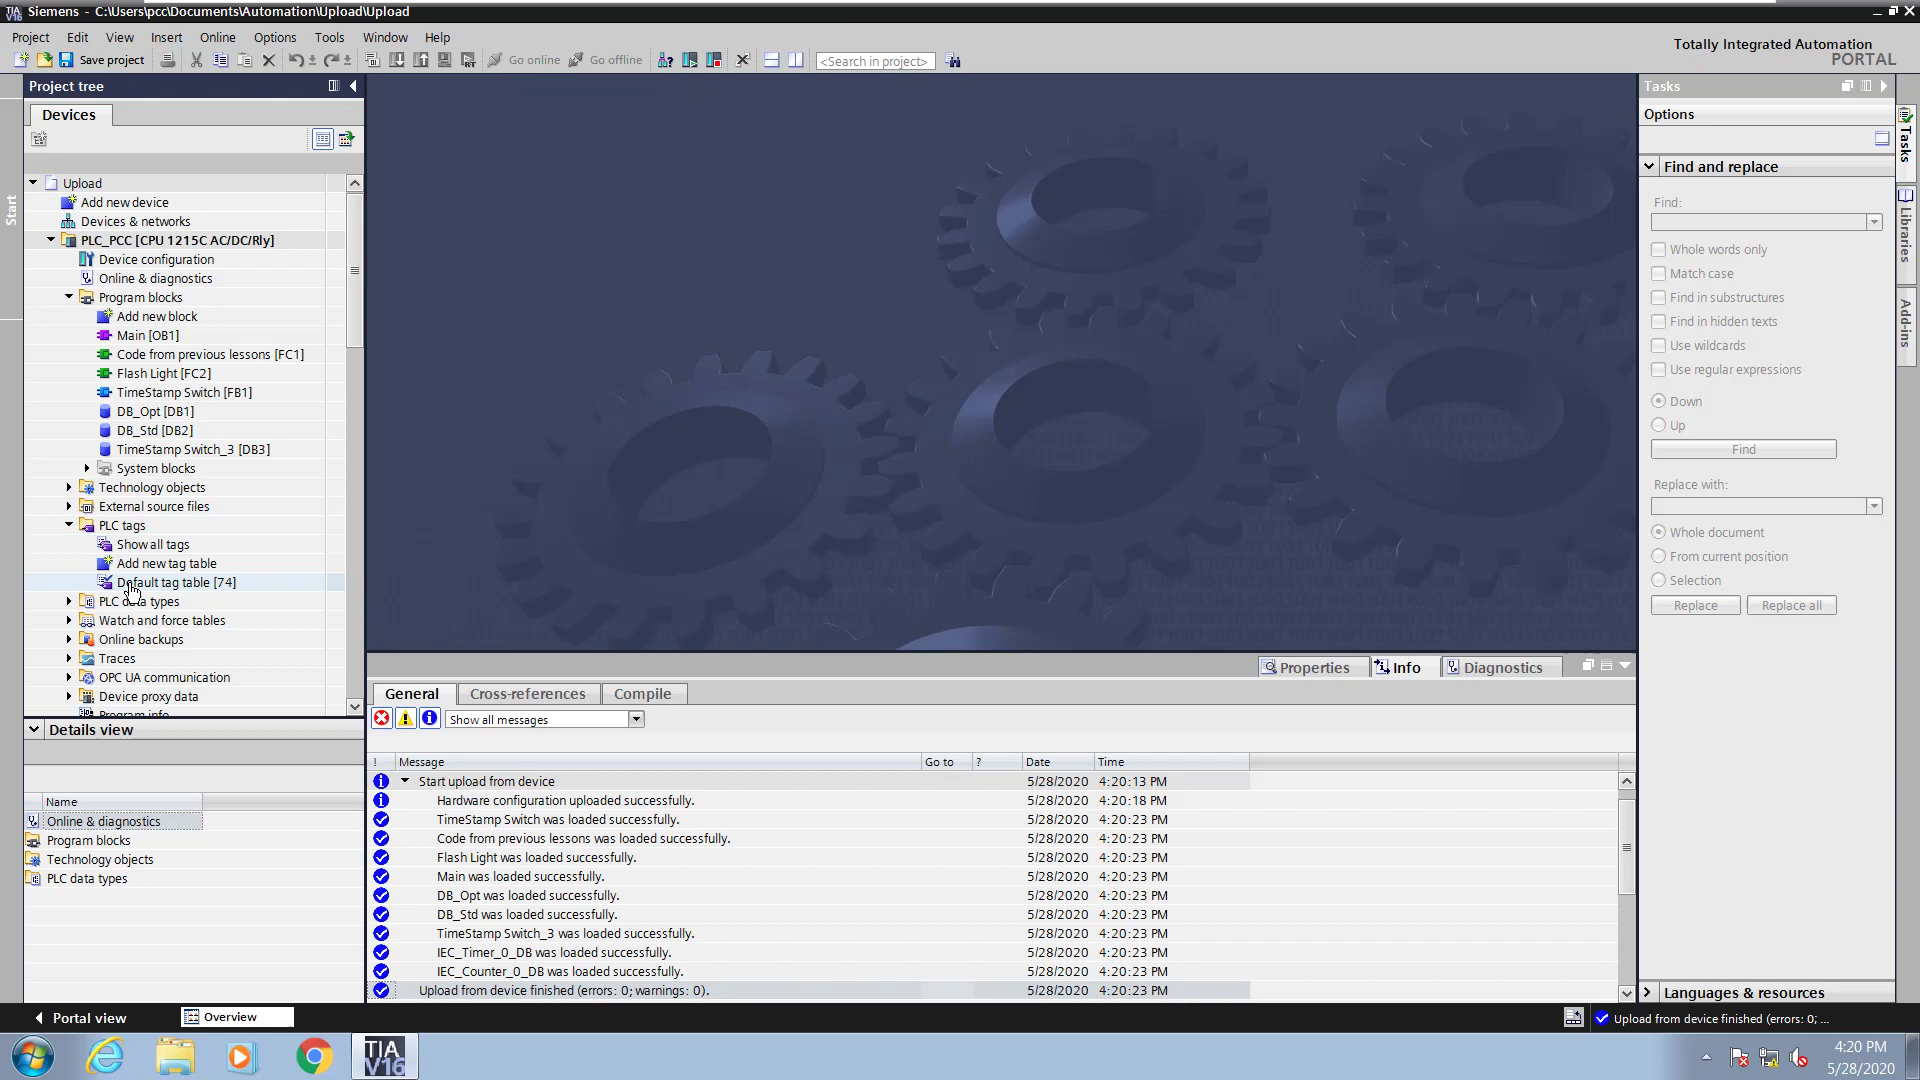 Siemens - C:\Users\pcc\Documents\Automation\Upload\Upload
Project Edit View Insert Online Options Tools Window Help
Totally Integrated Automation
PORTAL
Save project
Go online
Go offline
<Search in project>
Project tree
Devices
Start
Upload
Add new device
Devices & networks
PLC_PCC [CPU 1215C AC/DC/Rly]
Device configuration
Online & diagnostics
Program blocks
Add new block
Main [OB1]
Code from previous lessons [FC1]
Flash Light [FC2]
TimeStamp Switch [FB1]
DB_Opt [DB1]
DB_Std [DB2]
TimeStamp Switch_3 [DB3]
System blocks
Technology objects
External source files
PLC tags
Show all tags
Add new tag table
Default tag table [74]
PLC data types
Watch and force tables
Online backups
Traces
OPC UA communication
Device proxy data
Program info
Details view
Name
Online & diagnostics
Program blocks
Technology objects
PLC data types
Properties
Info
Diagnostics
General
Cross-references
Compile
Show all messages
! Message Go to ? Date Time
Start upload from device 5/28/2020 4:20:13 PM
Hardware configuration uploaded successfully. 5/28/2020 4:20:18 PM
TimeStamp Switch was loaded successfully. 5/28/2020 4:20:23 PM
Code from previous lessons was loaded successfully. 5/28/2020 4:20:23 PM
Flash Light was loaded successfully. 5/28/2020 4:20:23 PM
Main was loaded successfully. 5/28/2020 4:20:23 PM
DB_Opt was loaded successfully. 5/28/2020 4:20:23 PM
DB_Std was loaded successfully. 5/28/2020 4:20:23 PM
TimeStamp Switch_3 was loaded successfully. 5/28/2020 4:20:23 PM
IEC_Timer_0_DB was loaded successfully. 5/28/2020 4:20:23 PM
IEC_Counter_0_DB was loaded successfully. 5/28/2020 4:20:23 PM
Upload from device finished (errors: 0; warnings: 0). 5/28/2020 4:20:23 PM
Tasks
Options
Find and replace
Find:
Whole words only
Match case
Find in substructures
Find in hidden texts
Use wildcards
Use regular expressions
Down
Up
Find
Replace with:
Whole document
From current position
Selection
Replace
Replace all
Languages & resources
Tasks
Libraries
Add-ins
Portal view
Overview
Upload from device finished (errors: 0; ...
TIA
V16
4:20 PM
5/28/2020